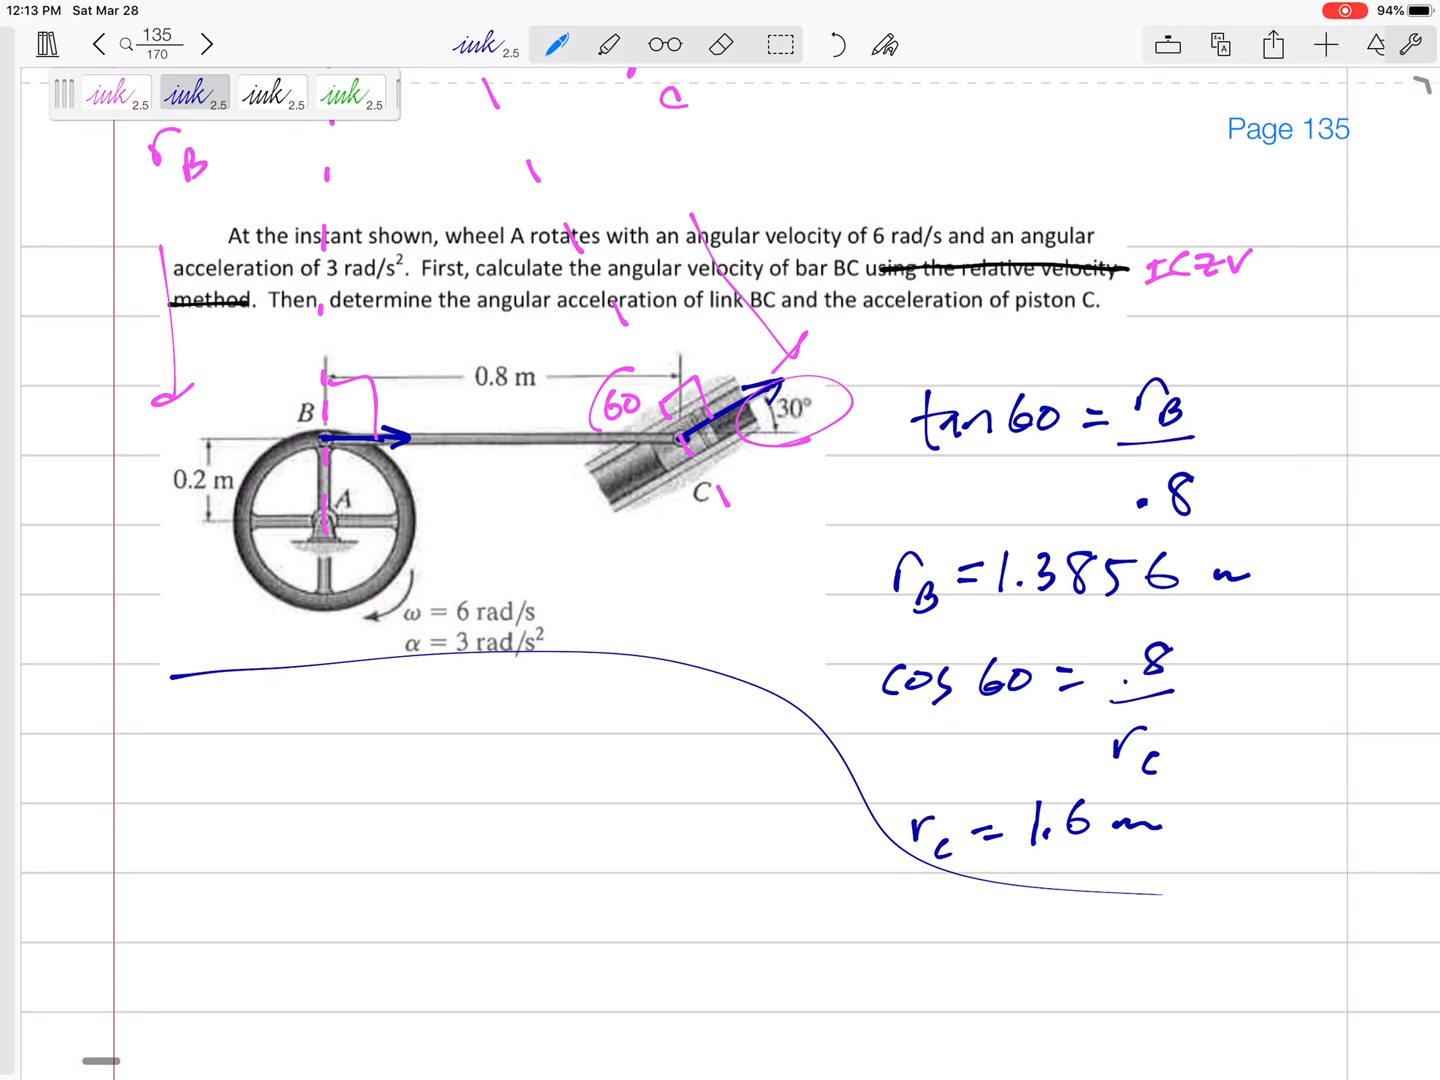 12:13 PM Sat Mar 28
94%
135
170
ink 2.5
ink 2.5
ink 2.5
ink 2.5
ink 2.5
C
Page 135
rB
At the instant shown, wheel A rotates with an angular velocity of 6 rad/s and an angular
acceleration of 3 rad/s². First, calculate the angular velocity of bar BC using the relative velocity
ICZV
method. Then, determine the angular acceleration of link BC and the acceleration of piston C.
0.8 m
60
30°
B
0.2 m
A
C
ω = 6 rad/s
α = 3 rad/s²
tan 60 = rB
.8
rB = 1.3856 m
cos 60 = .8
rc
rc = 1.6 m